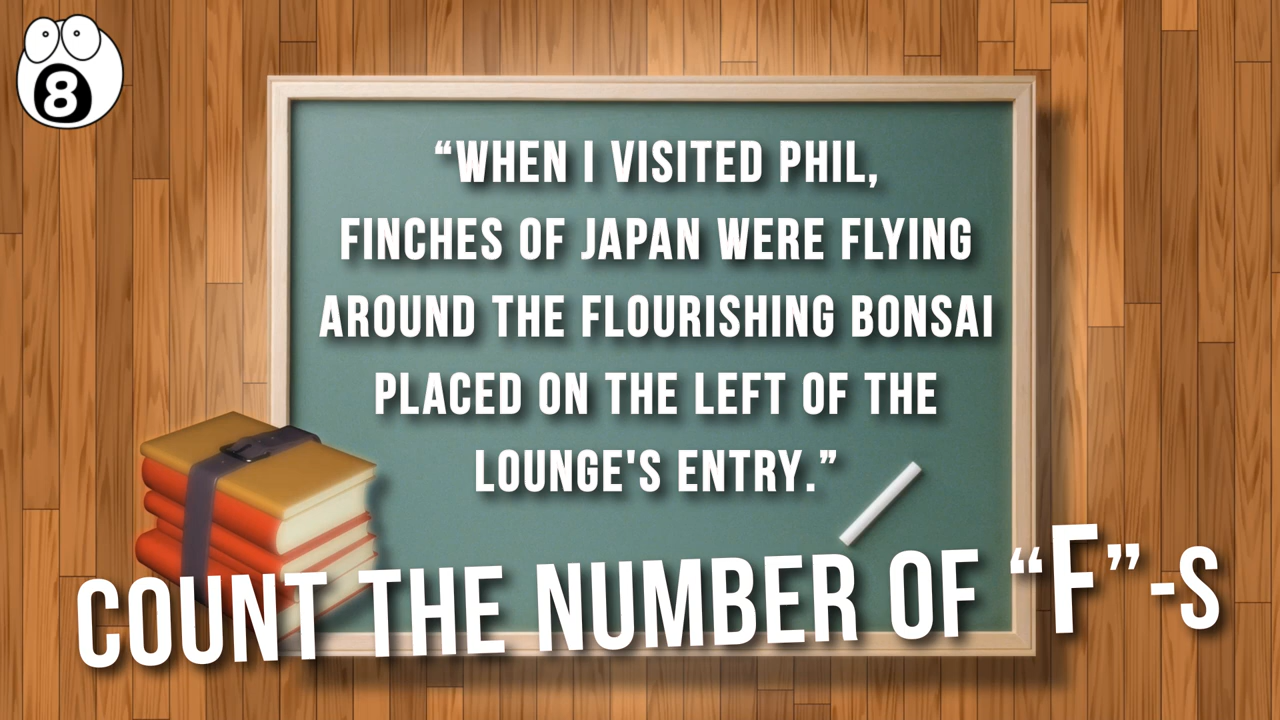 8
“WHEN I VISITED PHIL,
FINCHES OF JAPAN WERE FLYING
AROUND THE FLOURISHING BONSAI
PLACED ON THE LEFT OF THE
LOUNGE'S ENTRY.”
COUNT THE NUMBER OF “F”-S